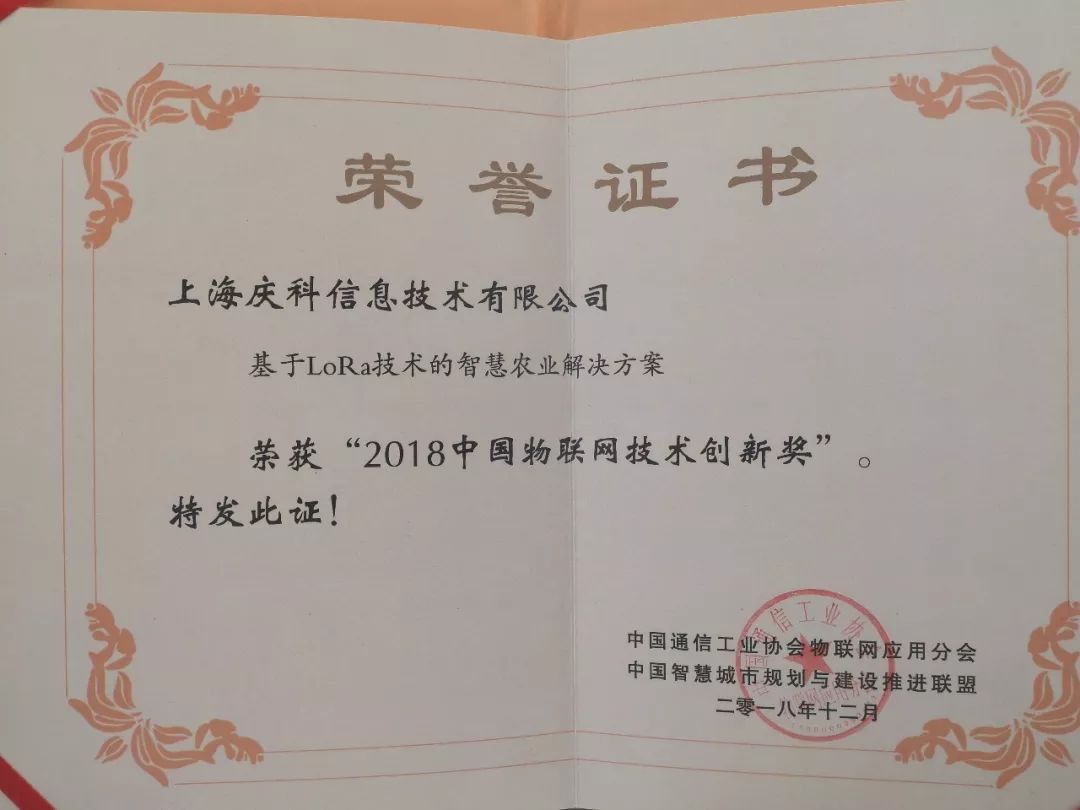 荣誉证书
上海庆科信息技术有限公司
基于LoRa技术的智慧农业解决方案
荣获“2018中国物联网技术创新奖”。
特发此证!
中国通信工业协会物联网应用分会
中国智慧城市规划与建设推进联盟
二零一八年十二月